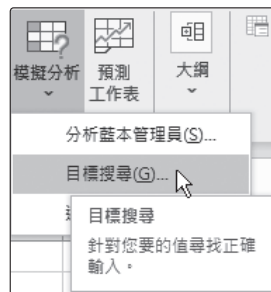 模擬分析
預測
工作表
大綱
分析藍本管理員(S)...
目標搜尋(G)...
目標搜尋
針對您要的值尋找正確
輸入。